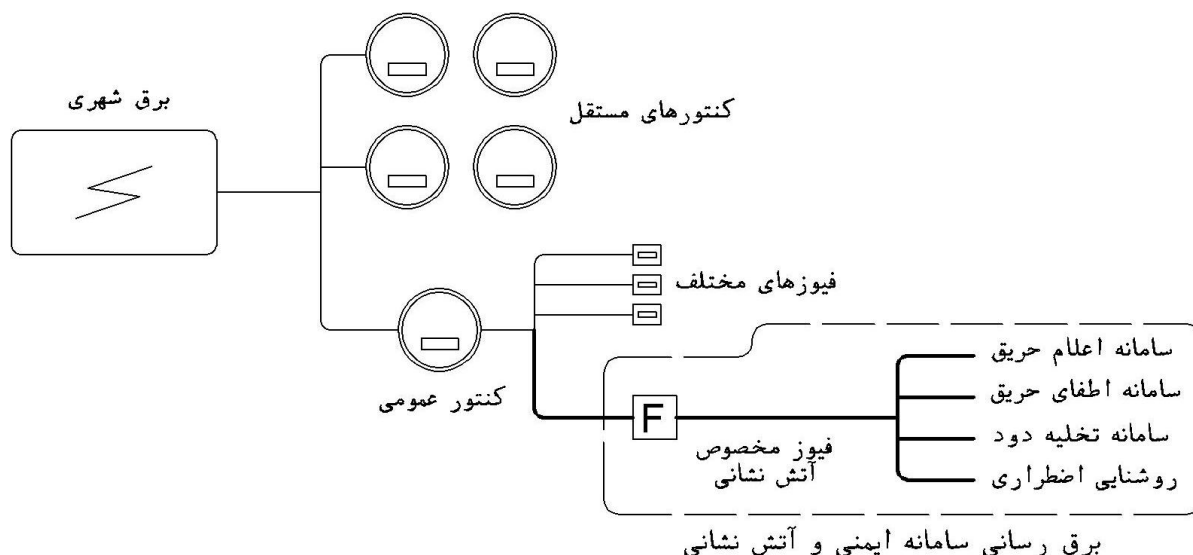 برق شهری
کنتورهای مستقل
فیوزهای مختلف
کنتور عمومی
F
فیوز مخصوص
آتش نشانی
سامانه اعلام حریق
سامانه اطفای حریق
سامانه تخلیه دود
روشنایی اضطراری
برق رسانی سامانه ایمنی و آتش نشانی